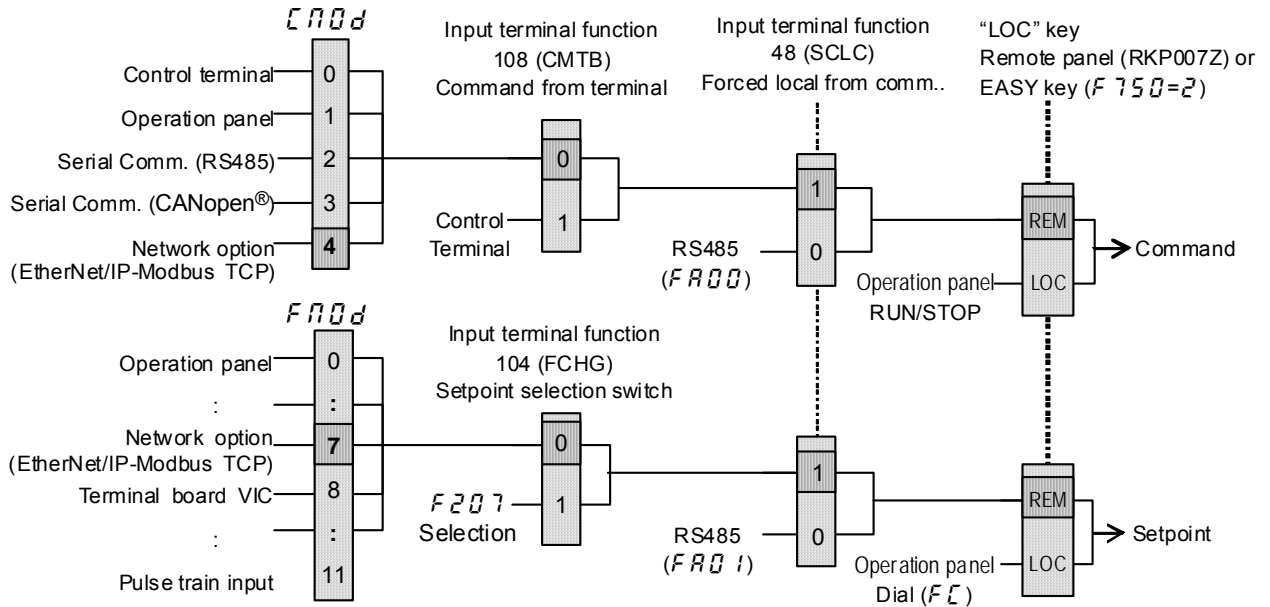 CMOd
Control terminal
0
Operation panel
1
Serial Comm. (RS485)
2
Serial Comm. (CANopen®)
3
Network option
(EtherNet/IP-Modbus TCP)
4
Input terminal function
108 (CMTB)
Command from terminal
0
Control
Terminal
1
Input terminal function
48 (SCLC)
Forced local from comm..
1
RS485
(FA00)
0
“LOC” key
Remote panel (RKP007Z) or
EASY key (F750=2)
REM
Operation panel
RUN/STOP
LOC
Command
FMOd
Operation panel
0
:
:
Network option
(EtherNet/IP-Modbus TCP)
7
Terminal board VIC
8
:
:
Pulse train input
11
Input terminal function
104 (FCHG)
Setpoint selection switch
0
F207
Selection
1
1
RS485
(FA01)
0
REM
Operation panel
Dial (FC)
LOC
Setpoint